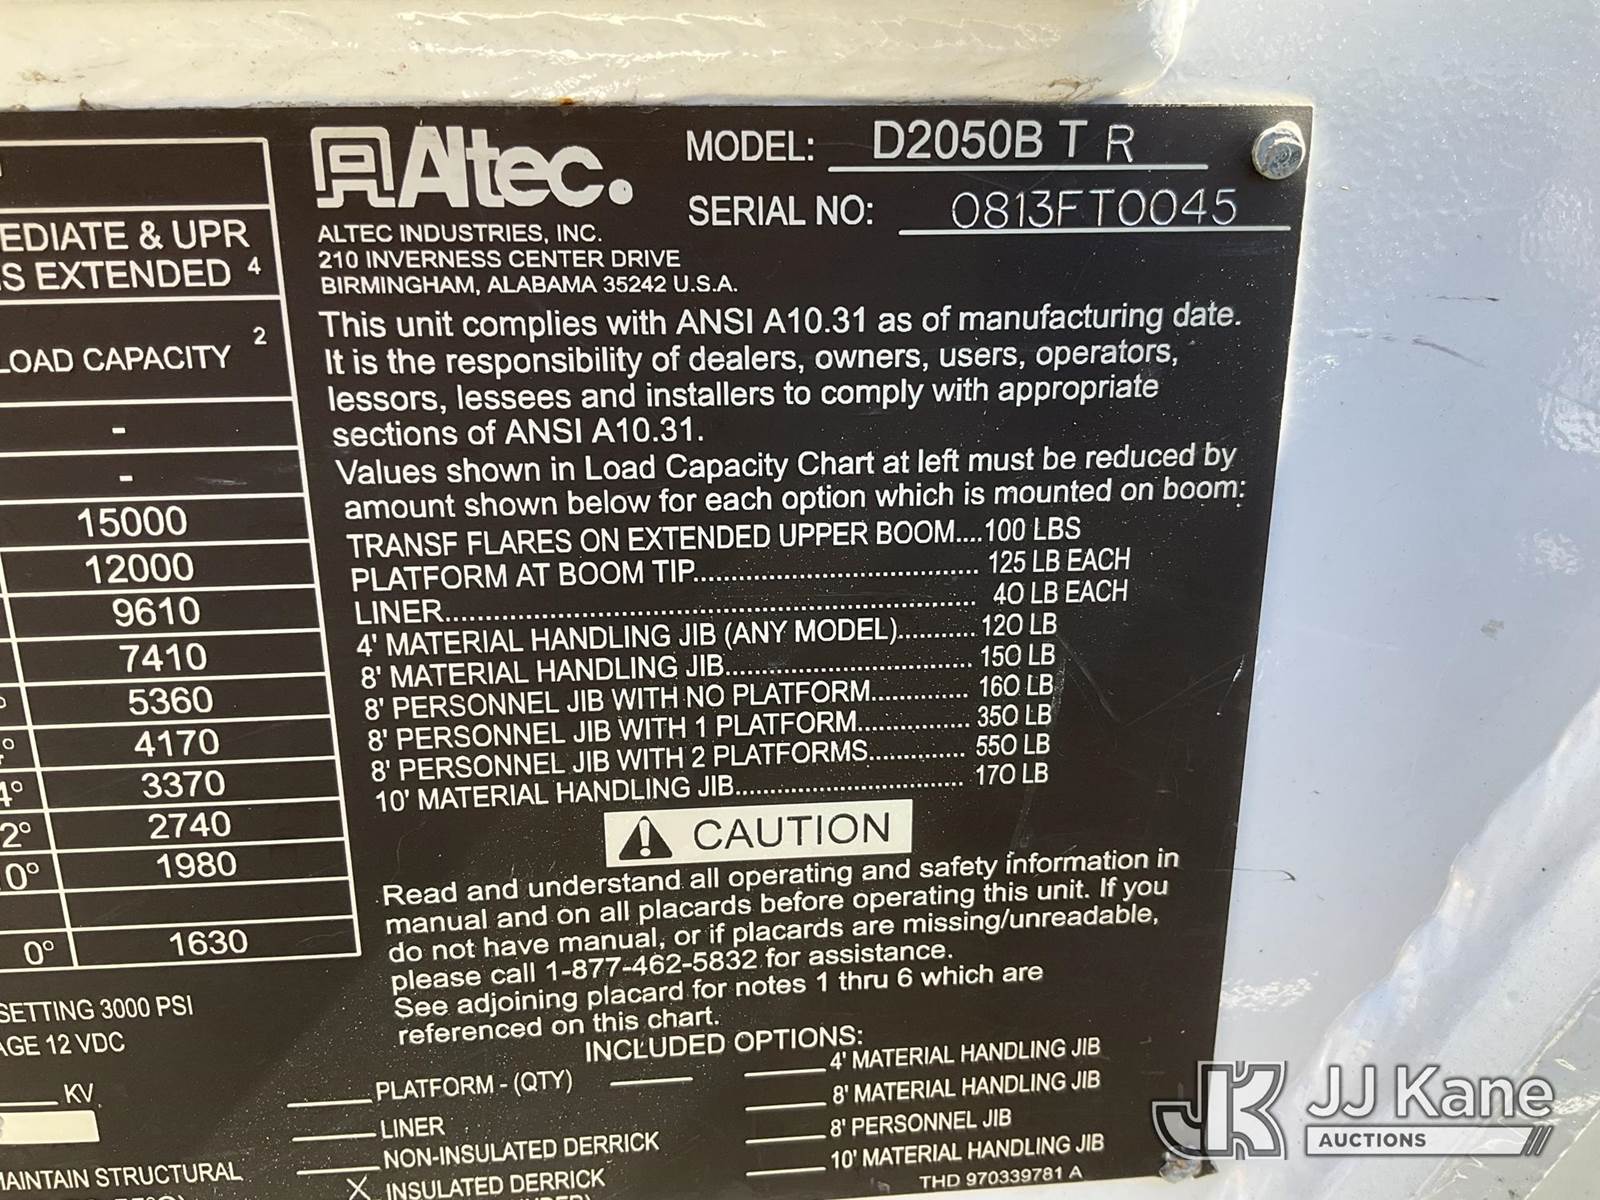 EDIATE & UPR
S EXTENDED 4
LOAD CAPACITY 2
-
-
15000
12000
9610
7410
5360
4170
4° 3370
2° 2740
0° 1980
0° 1630
SETTING 3000 PSI
AGE 12 VDC
KV
MAINTAIN STRUCTURAL
Altec.
ALTEC INDUSTRIES, INC.
210 INVERNESS CENTER DRIVE
BIRMINGHAM, ALABAMA 35242 U.S.A.
MODEL: D2050B T R
SERIAL NO: 0813FT0045
This unit complies with ANSI A10.31 as of manufacturing date.
It is the responsibility of dealers, owners, users, operators,
lessors, lessees and installers to comply with appropriate
sections of ANSI A10.31.
Values shown in Load Capacity Chart at left must be reduced by
amount shown below for each option which is mounted on boom:
TRANSF FLARES ON EXTENDED UPPER BOOM....100 LBS
PLATFORM AT BOOM TIP.................................... 125 LB EACH
LINER.................................................................. 40 LB EACH
4' MATERIAL HANDLING JIB (ANY MODEL)........... 120 LB
8' MATERIAL HANDLING JIB................................. 150 LB
8' PERSONNEL JIB WITH NO PLATFORM.............. 160 LB
8' PERSONNEL JIB WITH 1 PLATFORM................ 350 LB
8' PERSONNEL JIB WITH 2 PLATFORMS.............. 550 LB
10' MATERIAL HANDLING JIB................................ 170 LB
CAUTION
Read and understand all operating and safety information in
manual and on all placards before operating this unit. If you
do not have manual, or if placards are missing/unreadable,
please call 1-877-462-5832 for assistance.
See adjoining placard for notes 1 thru 6 which are
referenced on this chart.
INCLUDED OPTIONS:
PLATFORM - (QTY)
LINER
NON-INSULATED DERRICK
X INSULATED DERRICK
4' MATERIAL HANDLING JIB
8' MATERIAL HANDLING JIB
8' PERSONNEL JIB
10' MATERIAL HANDLING JIB
THD 970339781 A
JK JJ Kane
AUCTIONS